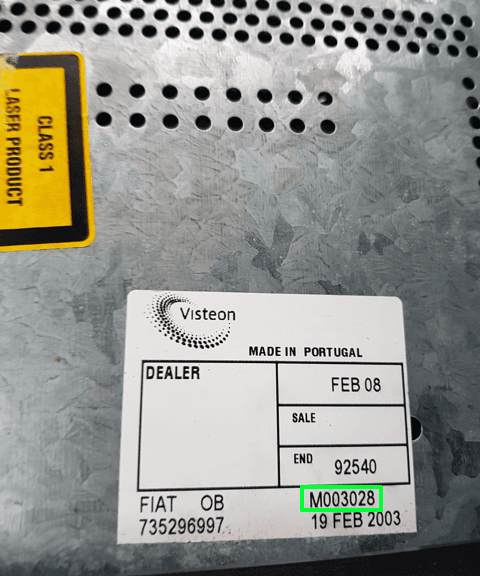 CLASS 1
LASER PRODUCT
Visteon
MADE IN PORTUGAL
DEALER
FEB 08
SALE
END
92540
FIAT OB
M003028
735296997
19 FEB 2003